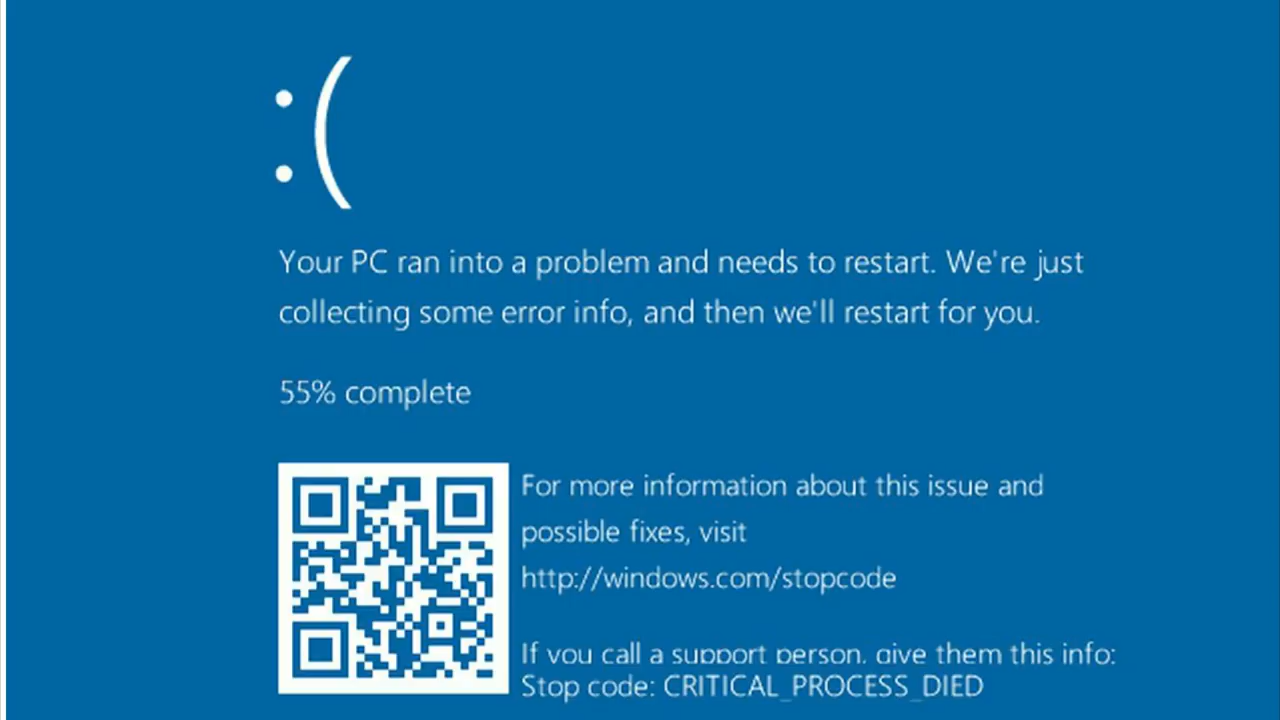 :(
Your PC ran into a problem and needs to restart. We're just
collecting some error info, and then we'll restart for you.
55% complete
For more information about this issue and
possible fixes, visit
http://windows.com/stopcode
If you call a support person, give them this info:
Stop code: CRITICAL_PROCESS_DIED